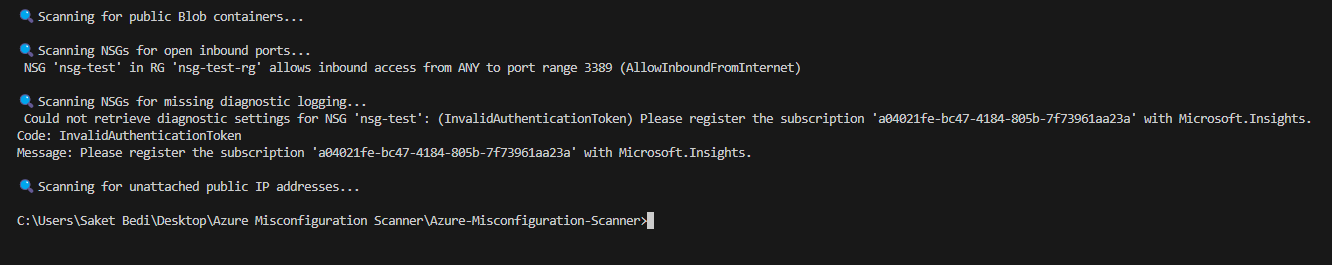 🔍 Scanning for public Blob containers...
🔍 Scanning NSGs for open inbound ports...
NSG 'nsg-test' in RG 'nsg-test-rg' allows inbound access from ANY to port range 3389 (AllowInboundFromInternet)
🔍 Scanning NSGs for missing diagnostic logging...
Could not retrieve diagnostic settings for NSG 'nsg-test': (InvalidAuthenticationToken) Please register the subscription 'a04021fe-bc47-4184-805b-7f73961aa23a' with Microsoft.Insights.
Code: InvalidAuthenticationToken
Message: Please register the subscription 'a04021fe-bc47-4184-805b-7f73961aa23a' with Microsoft.Insights.
🔍 Scanning for unattached public IP addresses...
C:\Users\Saket Bedi\Desktop\Azure Misconfiguration Scanner\Azure-Misconfiguration-Scanner>